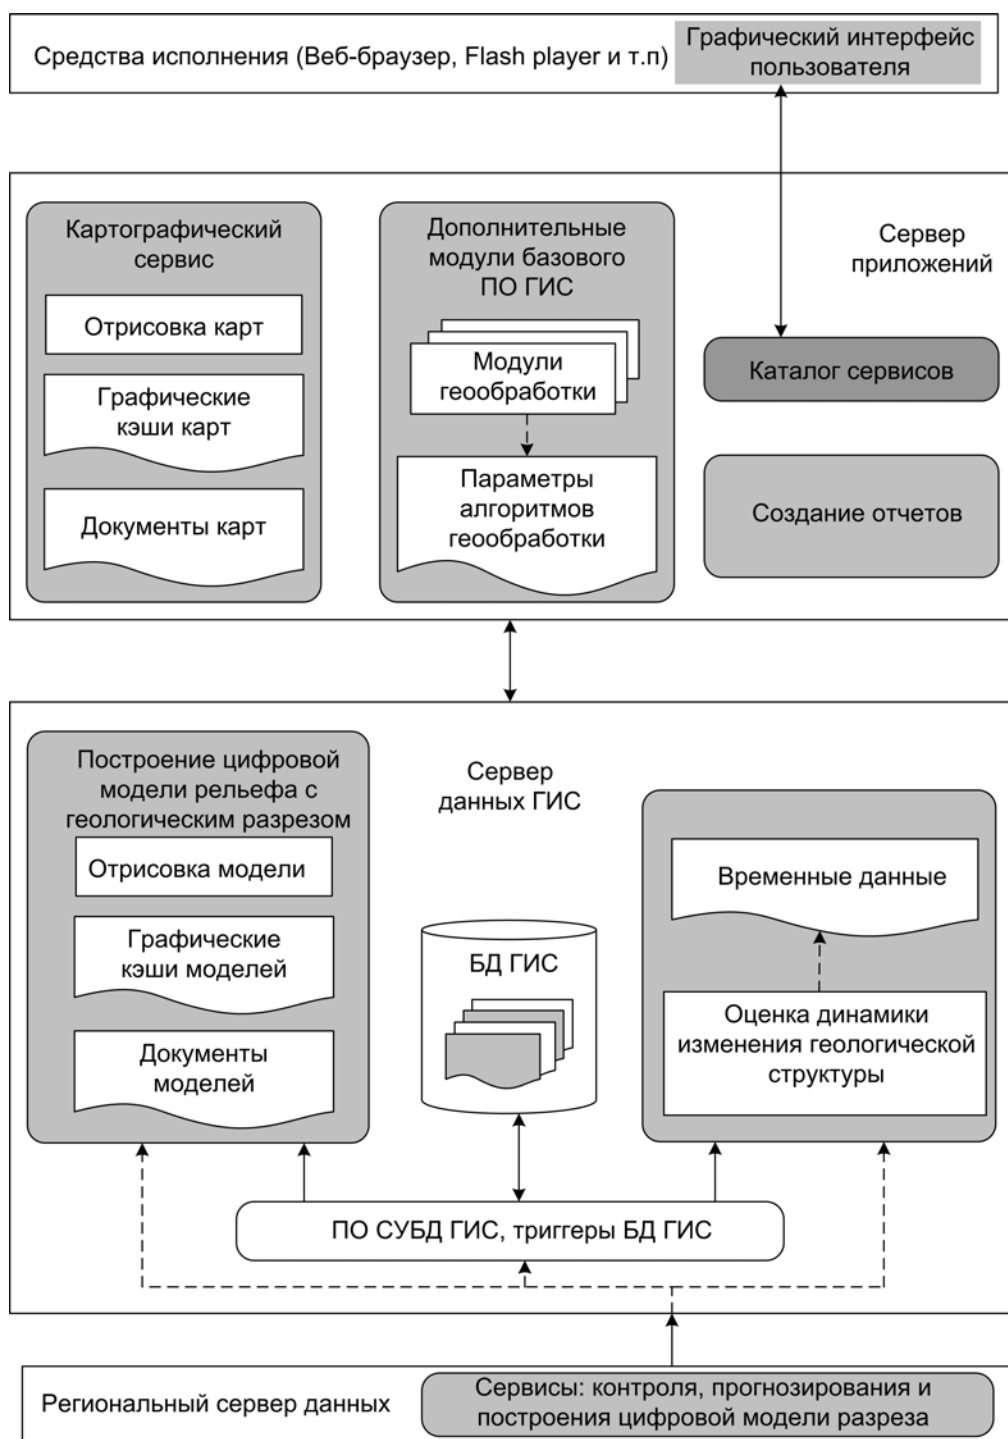 Средства исполнения (Веб-браузер, Flash player и т.п)
Графический интерфейс
пользователя
Картографический
сервис
Отрисовка карт
Графические
кэши карт
Документы карт
Дополнительные
модули базового
ПО ГИС
Модули
геообработки
Параметры
алгоритмов
геообработки
Сервер
приложений
Каталог сервисов
Создание отчетов
Построение цифровой
модели рельефа с
геологическим разрезом
Отрисовка модели
Графические
кэши моделей
Документы
моделей
Сервер
данных ГИС
БД ГИС
Временные данные
Оценка динамики
изменения геологической
структуры
ПО СУБД ГИС, триггеры БД ГИС
Региональный сервер данных
Сервисы: контроля, прогнозирования и
построения цифровой модели разреза